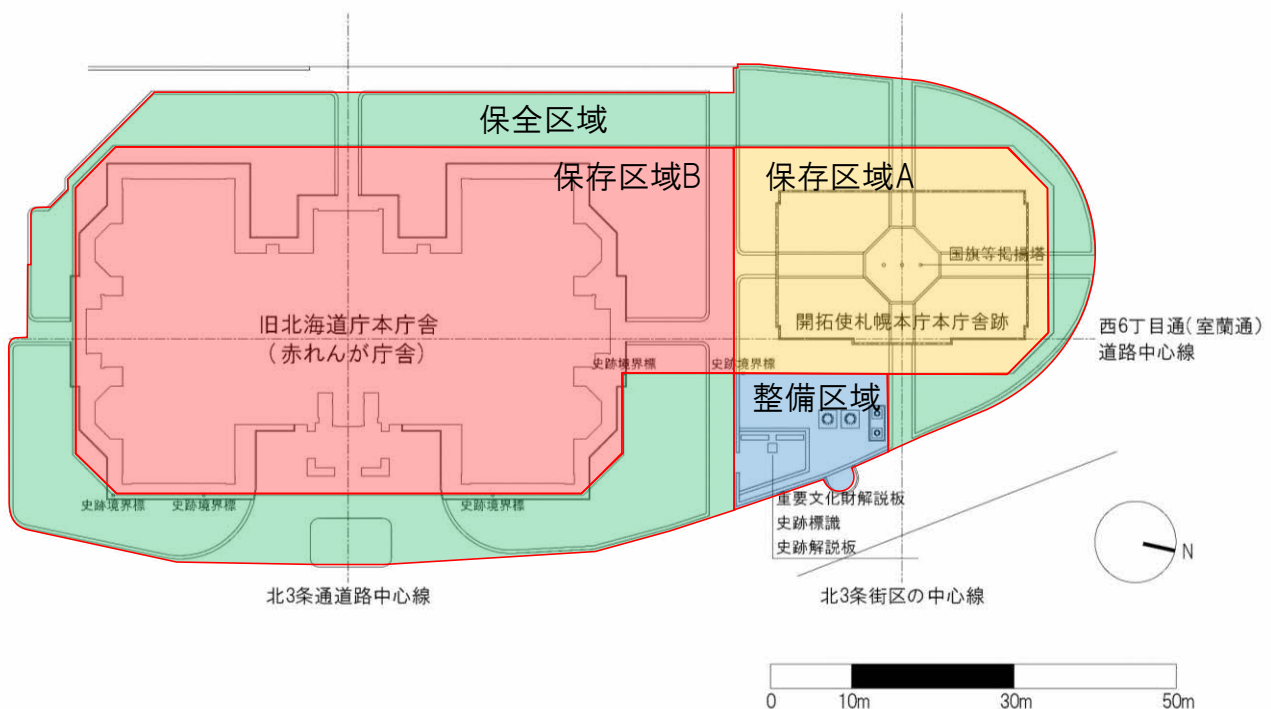 保全区域
保存区域B
保存区域A
国旗等掲揚塔
旧北海道庁本庁舎
（赤れんが庁舎）
開拓使札幌本庁本庁舎跡
西6丁目通（室蘭通）
道路中心線
史跡境界標
史跡境界標
整備区域
史跡境界標
史跡境界標
史跡境界標
重要文化財解説板
史跡標識
史跡解説板
N
北3条通道路中心線
北3条街区の中心線
0
10m
30m
50m